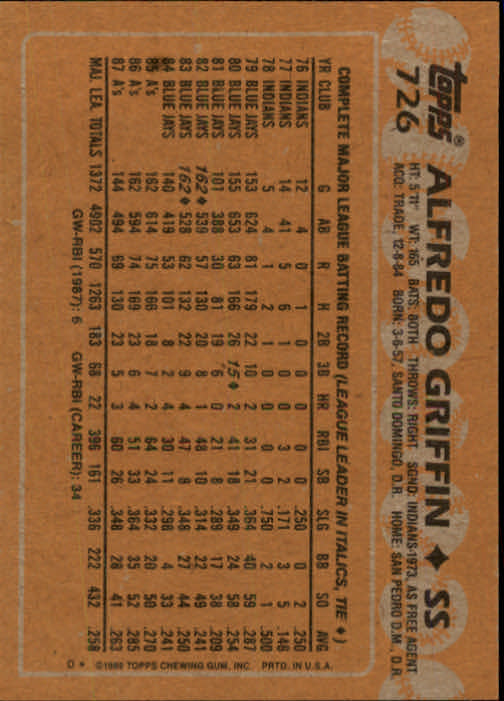 topps®
726
ALFREDO GRIFFIN ♦ SS
HT: 5'11" WT: 165 BATS: BOTH THROWS: RIGHT SGND: INDIANS-1973, AS FREE AGENT
ACQ: TRADE, 12-8-84 BORN: 3-6-57, SANTO DOMINGO, D.R. HOME: SAN PEDRO D.M., D.R.
COMPLETE MAJOR LEAGUE BATTING RECORD (LEAGUE LEADER IN ITALICS, TIE ♦)
YR CLUB G AB R H 2B 3B HR RBI SB SLG BB SO AVG
76 INDIANS 12 4 0 1 0 0 0 0 0 .250 0 2 .250
77 INDIANS 14 41 5 6 1 0 0 3 2 .171 3 5 .146
78 INDIANS 5 4 1 2 1 0 0 0 0 .750 2 1 .500
79 BLUE JAYS 153 624 81 179 22 10 2 31 21 .364 40 59 .287
80 BLUE JAYS 155 653 63 166 26 15♦ 2 41 18 .349 24 58 .254
81 BLUE JAYS 101 388 30 81 19 6 0 21 8 .289 17 38 .209
82 BLUE JAYS 162♦ 539 57 130 20 8 1 48 10 .314 22 49 .241
83 BLUE JAYS 162♦ 528 62 132 22 9 4 47 8 .348 27 44 .250
84 BLUE JAYS 140 419 53 101 8 2 4 30 11 .298 4 33 .241
85 A's 162 614 75 166 18 7 2 64 24 .332 20 50 .270
86 A's 162 594 74 169 23 6 4 51 33 .364 35 52 .285
87 A's 144 494 69 130 23 5 3 60 26 .348 28 41 .263
MAJ. LEA. TOTALS 1372 4902 570 1263 183 68 22 396 161 .336 222 432 .258
GW-RBI (1987): 6 GW-RBI (CAREER): 34
D * ©1988 TOPPS CHEWING GUM, INC. PRTD. IN U.S.A.